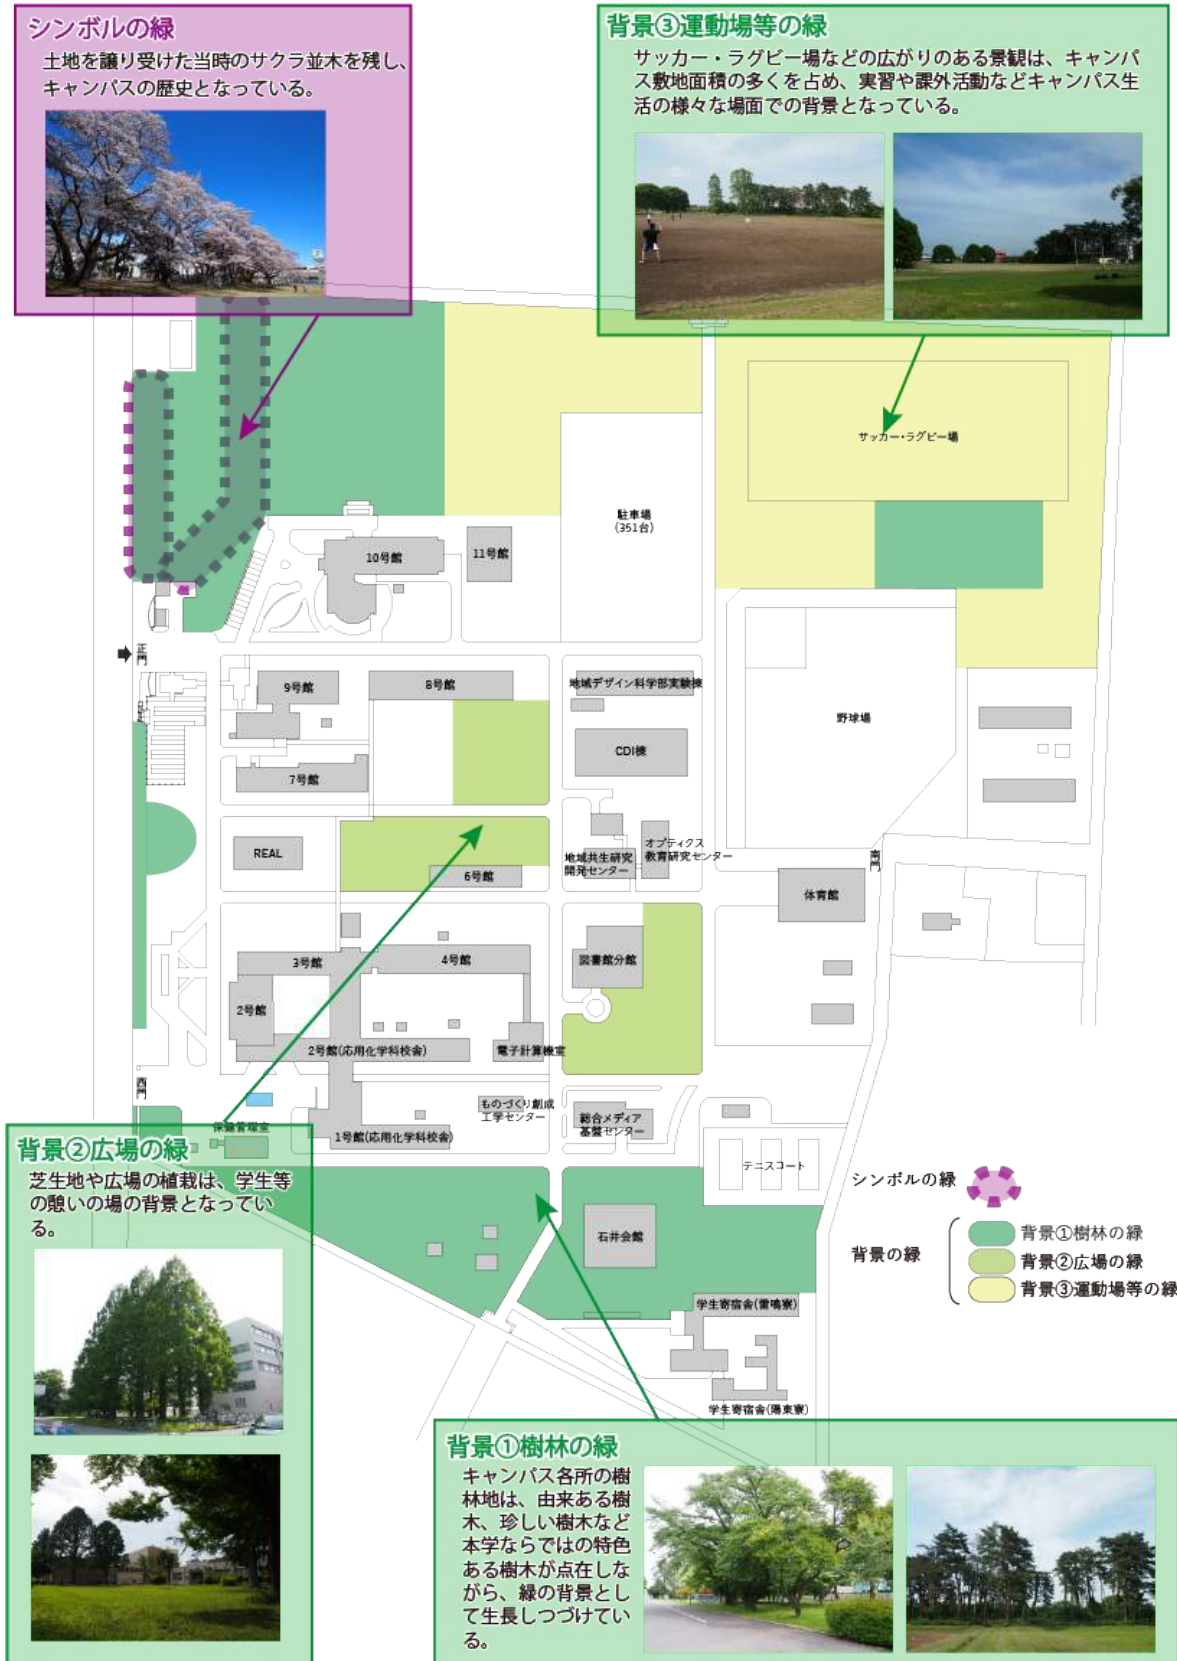 シンボルの緑
土地を譲り受けた当時のサクラ並木を残し、
キャンパスの歴史となっている。
背景③運動場等の緑
サッカー・ラグビー場などの広がりのある景観は、キャンパ
ス敷地面積の多くを占め、実習や課外活動などキャンパス生
活の様々な場面での背景となっている。
サッカー・ラグビー場
駐車場
(351台)
10号館
11号館
正門
9号館
8号館
地域デザイン科学部実験棟
野球場
CDI棟
7号館
REAL
6号館
地域共生研究
開発センター
オプティクス
教育研究センター
南門
体育館
3号館
4号館
図書館分館
2号館
2号館(応用化学科校舎)
電子計算機室
西門
ものづくり創成
工学センター
総合メディア
基盤センター
保健管理室
1号館(応用化学科校舎)
テニスコート
背景②広場の緑
芝生地や広場の植栽は、学生等
の憩いの場の背景となってい
る。
石井会館
シンボルの緑
背景の緑
背景①樹林の緑
背景②広場の緑
背景③運動場等の緑
学生寄宿舎(雷鳴寮)
学生寄宿舎(陽東寮)
背景①樹林の緑
キャンパス各所の樹
林地は、由来ある樹
木、珍しい樹木など
本学ならではの特色
ある樹木が点在しな
がら、緑の背景とし
て生長しつづけてい
る。